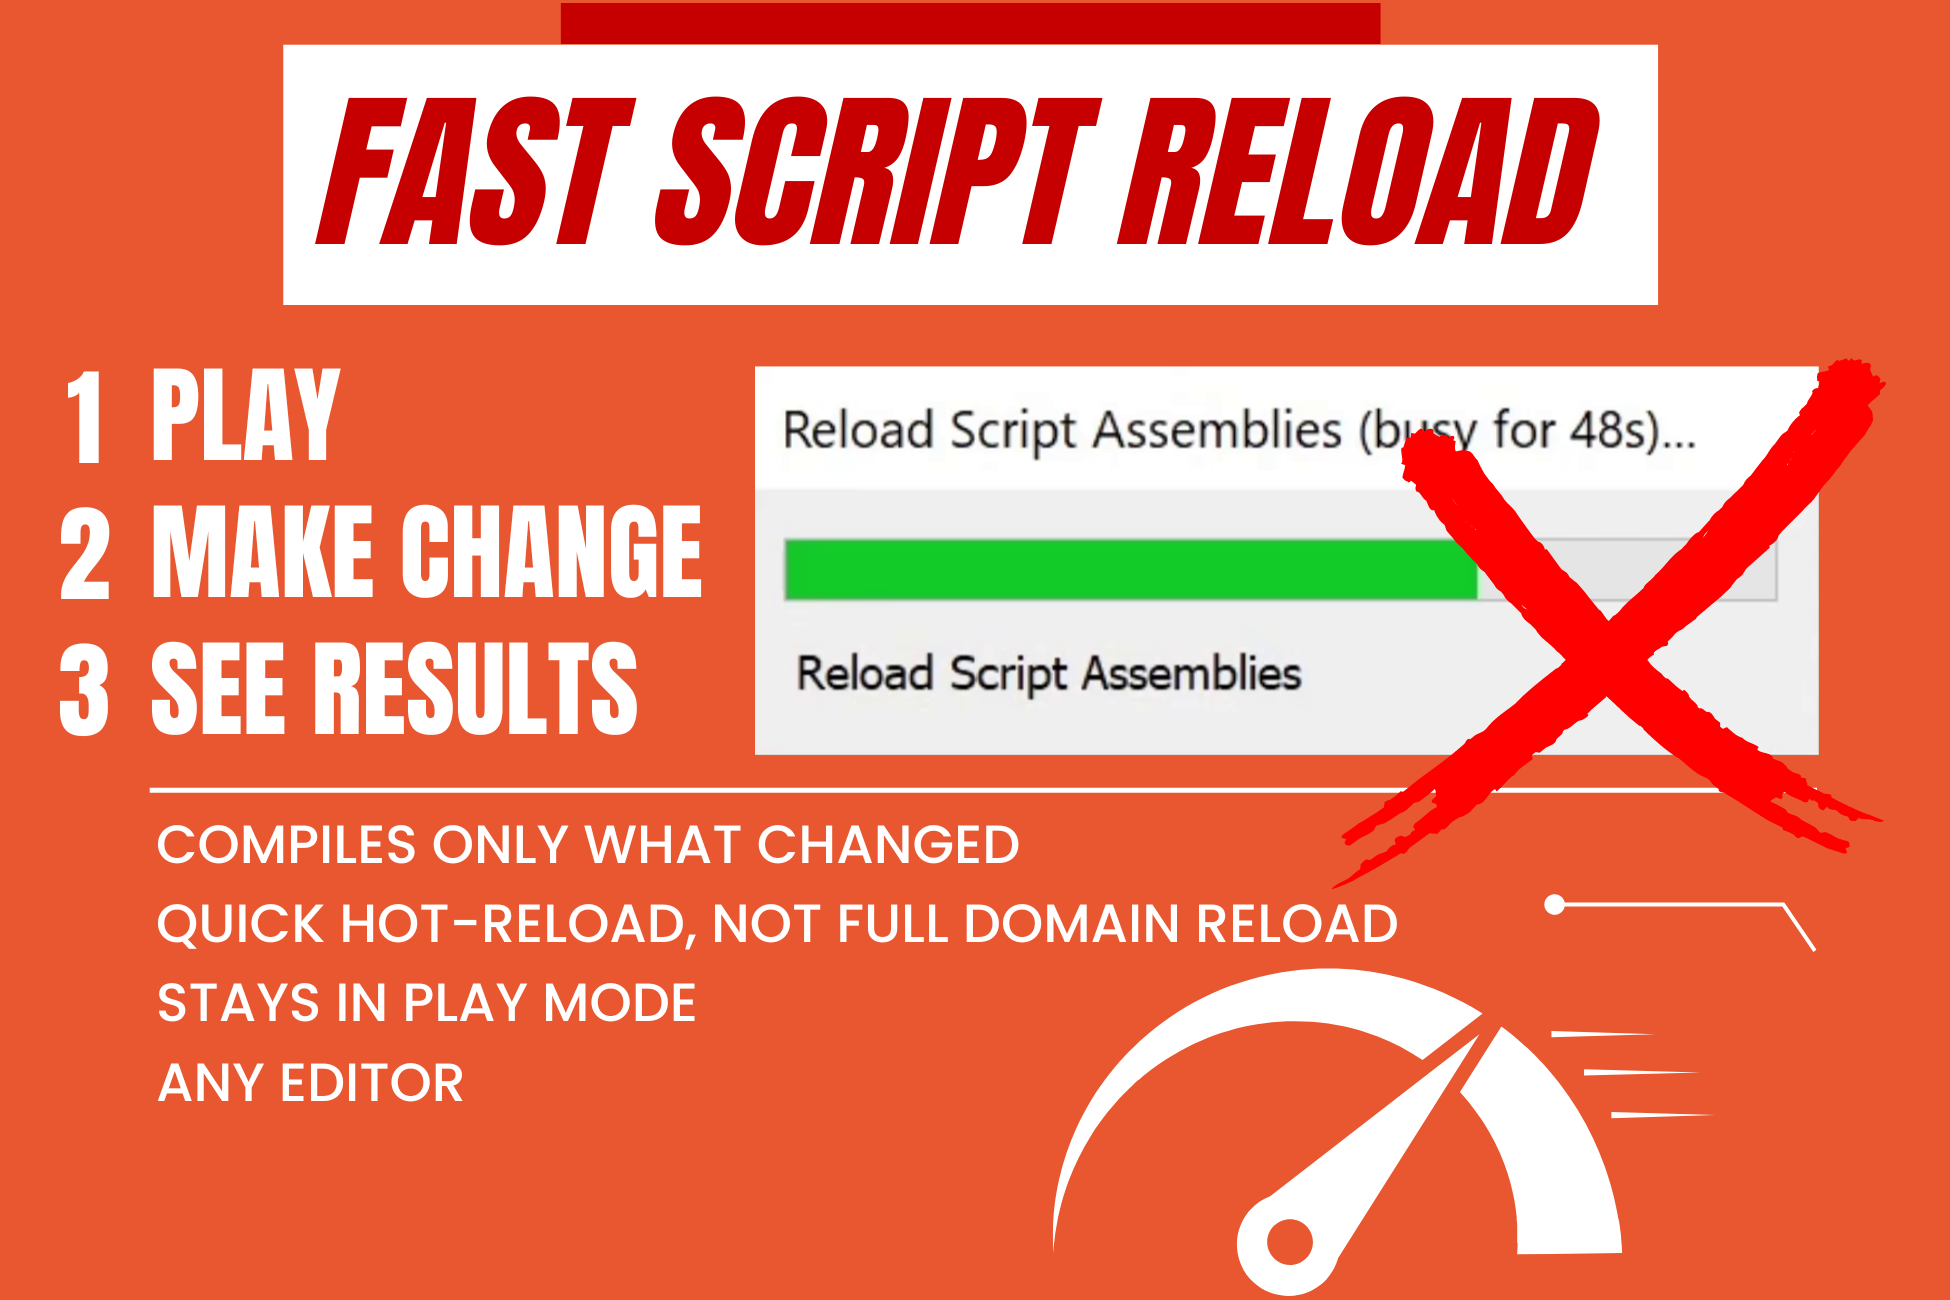 FAST SCRIPT RELOAD
1 PLAY
2 MAKE CHANGE
3 SEE RESULTS
Reload Script Assemblies (busy for 48s)...
Reload Script Assemblies
COMPILES ONLY WHAT CHANGED
QUICK HOT-RELOAD, NOT FULL DOMAIN RELOAD
STAYS IN PLAY MODE
ANY EDITOR